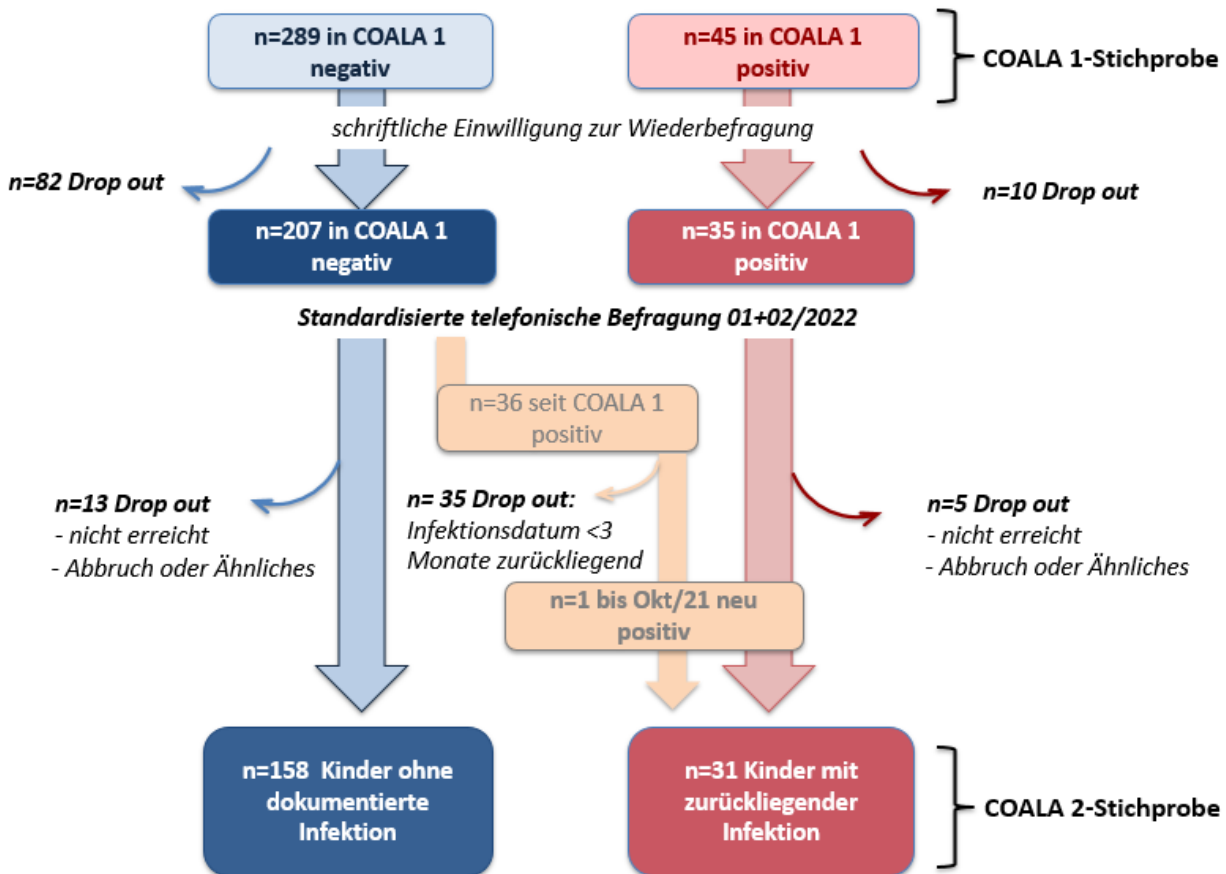 n=289 in COALA 1
negativ
n=45 in COALA 1
positiv
COALA 1-Stichprobe
schriftliche Einwilligung zur Wiederbefragung
n=82 Drop out
n=10 Drop out
n=207 in COALA 1
negativ
n=35 in COALA 1
positiv
Standardisierte telefonische Befragung 01+02/2022
n=36 seit COALA 1
positiv
n=13 Drop out
- nicht erreicht
- Abbruch oder Ähnliches
n= 35 Drop out:
Infektionsdatum <3
Monate zurückliegend
n=5 Drop out
- nicht erreicht
- Abbruch oder Ähnliches
n=1 bis Okt/21 neu
positiv
n=158 Kinder ohne
dokumentierte
Infektion
n=31 Kinder mit
zurückliegender
Infektion
COALA 2-Stichprobe